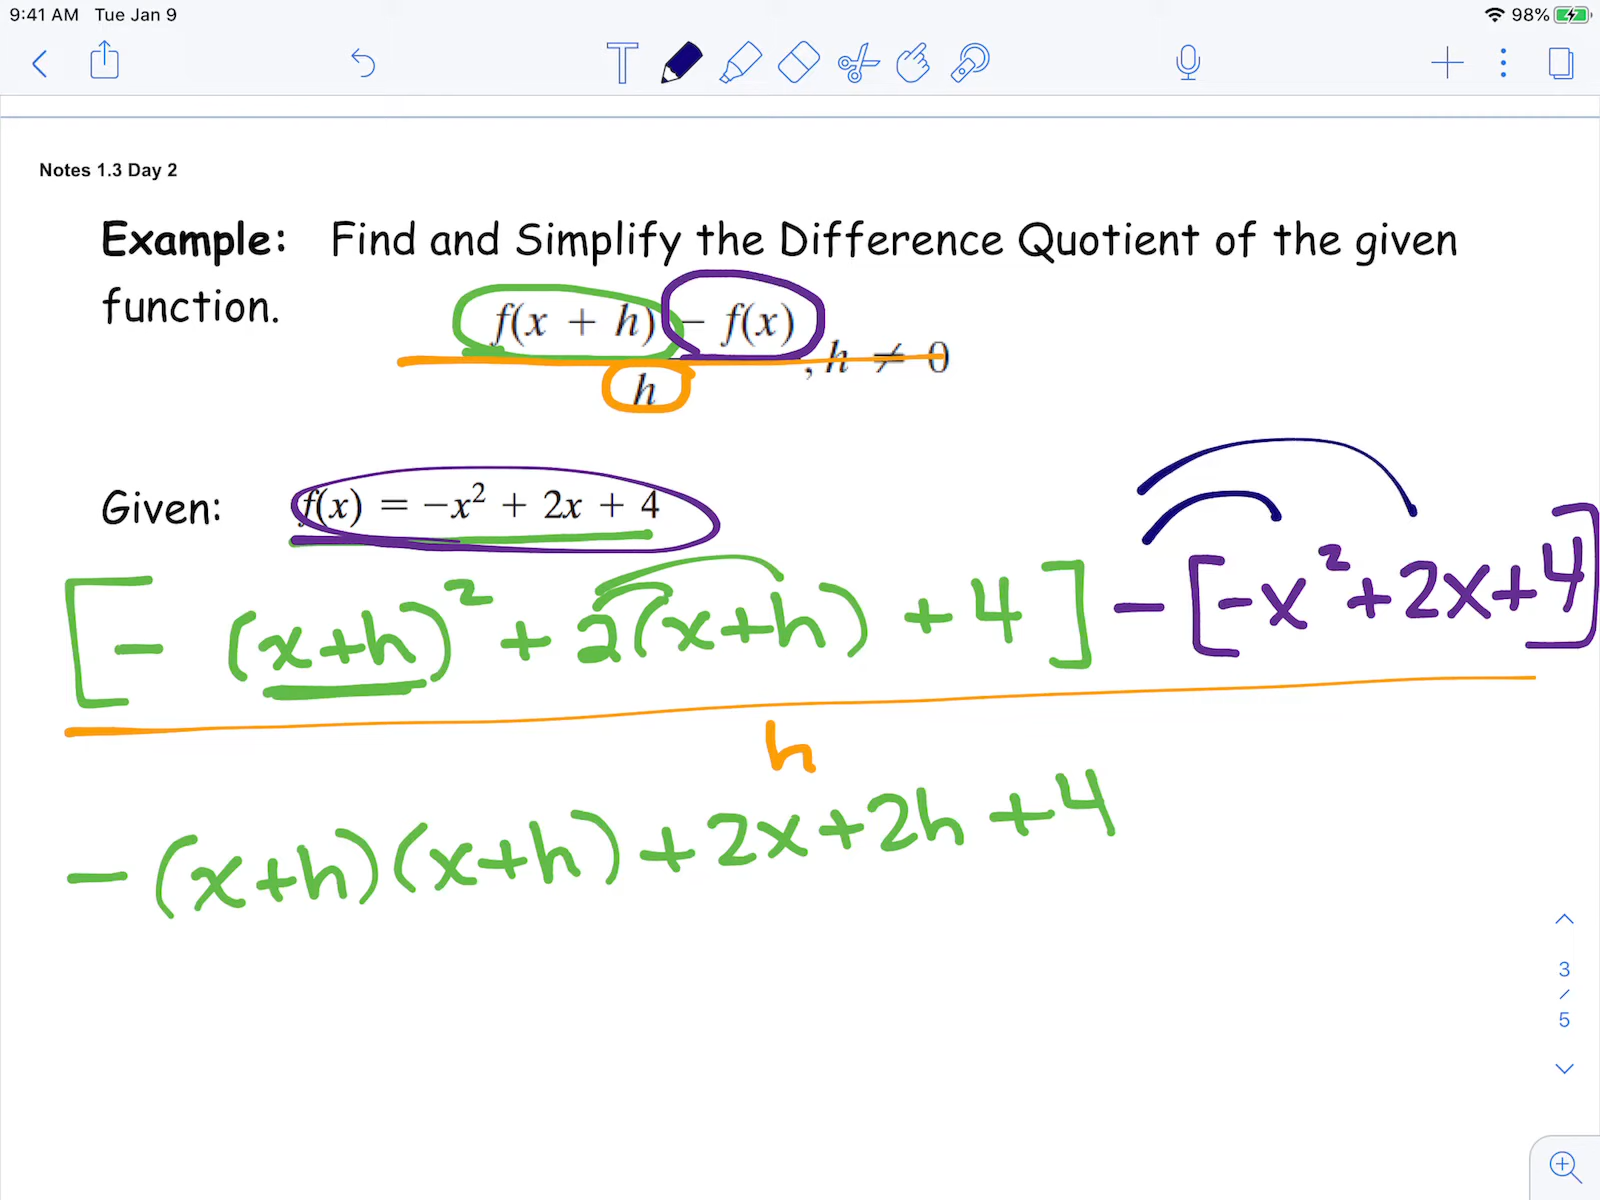 9:41 AM Tue Jan 9 98%
T
Notes 1.3 Day 2
Example: Find and Simplify the Difference Quotient of the given
function.
f(x + h) − f(x)
h
, h ≠ 0
Given: f(x) = −x² + 2x + 4
[− (x+h)² + 2(x+h) + 4] − [−x² + 2x + 4]
h
−(x+h)(x+h) + 2x + 2h + 4
3
/
5